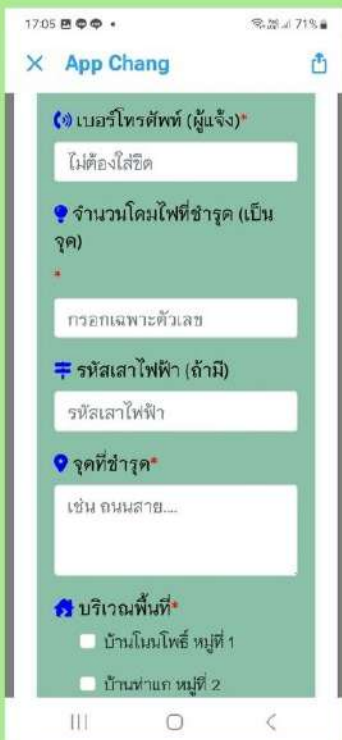 17:05
71%
App Chang
เบอร์โทรศัพท์ (ผู้แจ้ง)*
ไม่ต้องใส่ขีด
จำนวนโคมไฟที่ชำรุด (เป็น
จุด)
*
กรอกเฉพาะตัวเลข
รหัสเสาไฟฟ้า (ถ้ามี)
รหัสเสาไฟฟ้า
จุดที่ชำรุด*
เช่น ถนนสาย....
บริเวณพื้นที่*
บ้านโนนโพธิ์ หมู่ที่ 1
บ้านท่าแก หมู่ที่ 2